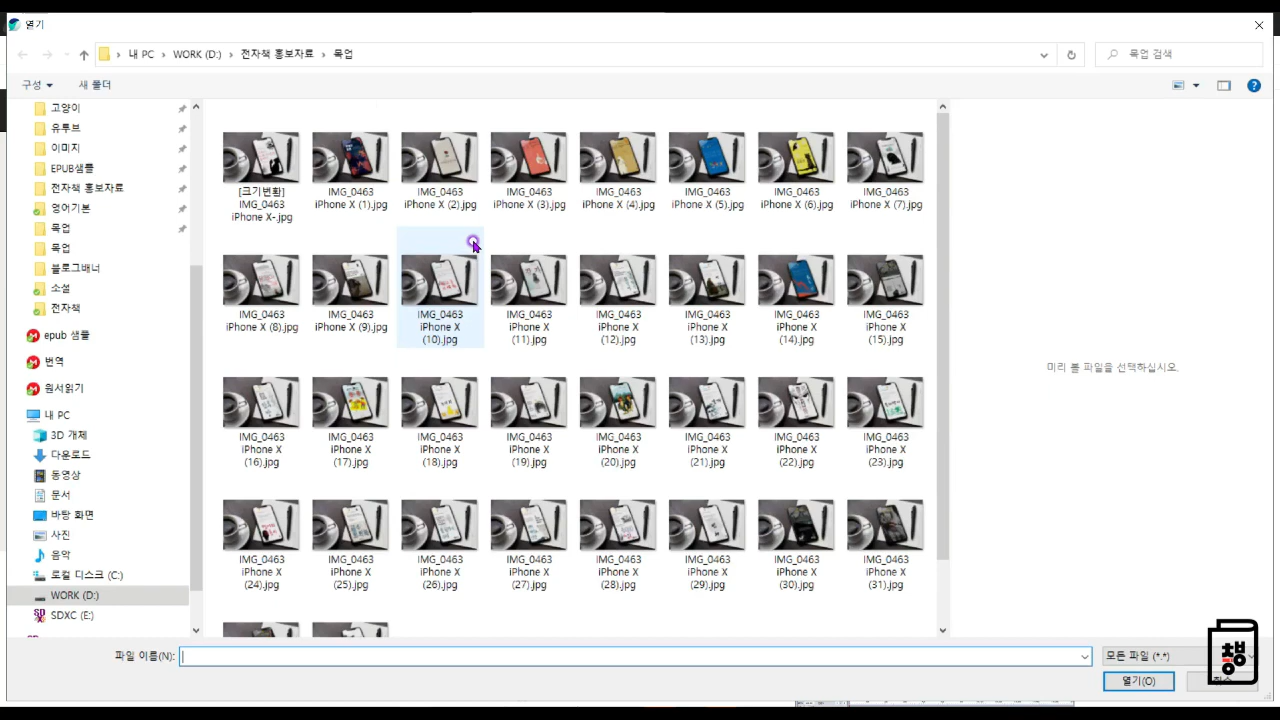 열기
내 PC > WORK (D:) > 전자책 홍보자료 > 목업
목업 검색
구성
새 폴더
고양이
유투브
이미지
EPUB샘플
전자책 홍보자료
영어기본
목업
목업
블로그배너
소설
전자책
epub 샘플
번역
원서읽기
내 PC
3D 개체
다운로드
동영상
문서
바탕 화면
사진
음악
로컬 디스크 (C:)
WORK (D:)
SDXC (E:)
[크기변환]
IMG_0463
iPhone X-.jpg
IMG_0463
iPhone X (1).jpg
IMG_0463
iPhone X (2).jpg
IMG_0463
iPhone X (3).jpg
IMG_0463
iPhone X (4).jpg
IMG_0463
iPhone X (5).jpg
IMG_0463
iPhone X (6).jpg
IMG_0463
iPhone X (7).jpg
IMG_0463
iPhone X (8).jpg
IMG_0463
iPhone X (9).jpg
IMG_0463
iPhone X
(10).jpg
IMG_0463
iPhone X
(11).jpg
IMG_0463
iPhone X
(12).jpg
IMG_0463
iPhone X
(13).jpg
IMG_0463
iPhone X
(14).jpg
IMG_0463
iPhone X
(15).jpg
IMG_0463
iPhone X
(16).jpg
IMG_0463
iPhone X
(17).jpg
IMG_0463
iPhone X
(18).jpg
IMG_0463
iPhone X
(19).jpg
IMG_0463
iPhone X
(20).jpg
IMG_0463
iPhone X
(21).jpg
IMG_0463
iPhone X
(22).jpg
IMG_0463
iPhone X
(23).jpg
IMG_0463
iPhone X
(24).jpg
IMG_0463
iPhone X
(25).jpg
IMG_0463
iPhone X
(26).jpg
IMG_0463
iPhone X
(27).jpg
IMG_0463
iPhone X
(28).jpg
IMG_0463
iPhone X
(29).jpg
IMG_0463
iPhone X
(30).jpg
IMG_0463
iPhone X
(31).jpg
미리 볼 파일을 선택하십시오.
파일 이름(N):
모든 파일 (*.*)
열기(O)
챙